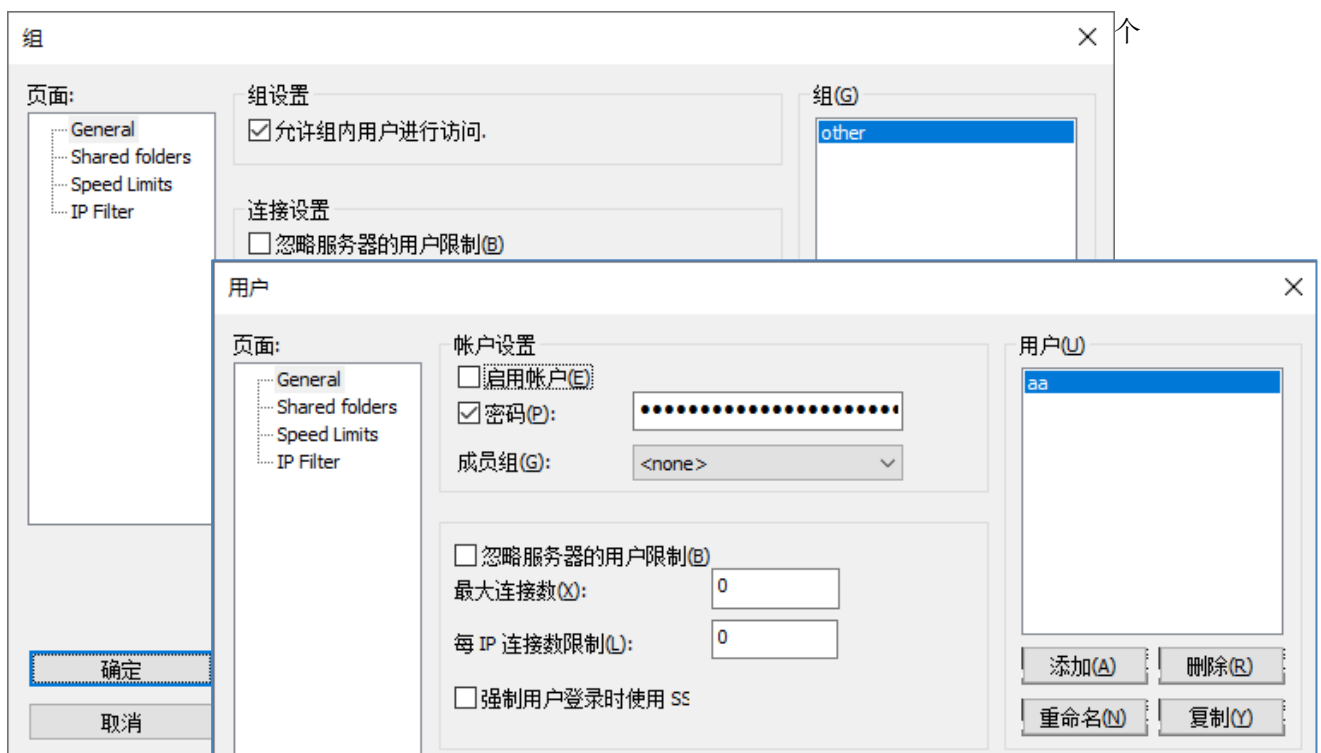 个
组
页面:
General
Shared folders
Speed Limits
IP Filter
组设置
允许组内用户进行访问.
连接设置
忽略服务器的用户限制(B)
组(G)
other
确定
取消
用户
页面:
General
Shared folders
Speed Limits
IP Filter
帐户设置
启用帐户(E)
密码(P):
成员组(G):
<none>
忽略服务器的用户限制(B)
最大连接数(X):
0
每 IP 连接数限制(L):
0
强制用户登录时使用 SS
用户(U)
aa
添加(A)
删除(R)
重命名(N)
复制(Y)